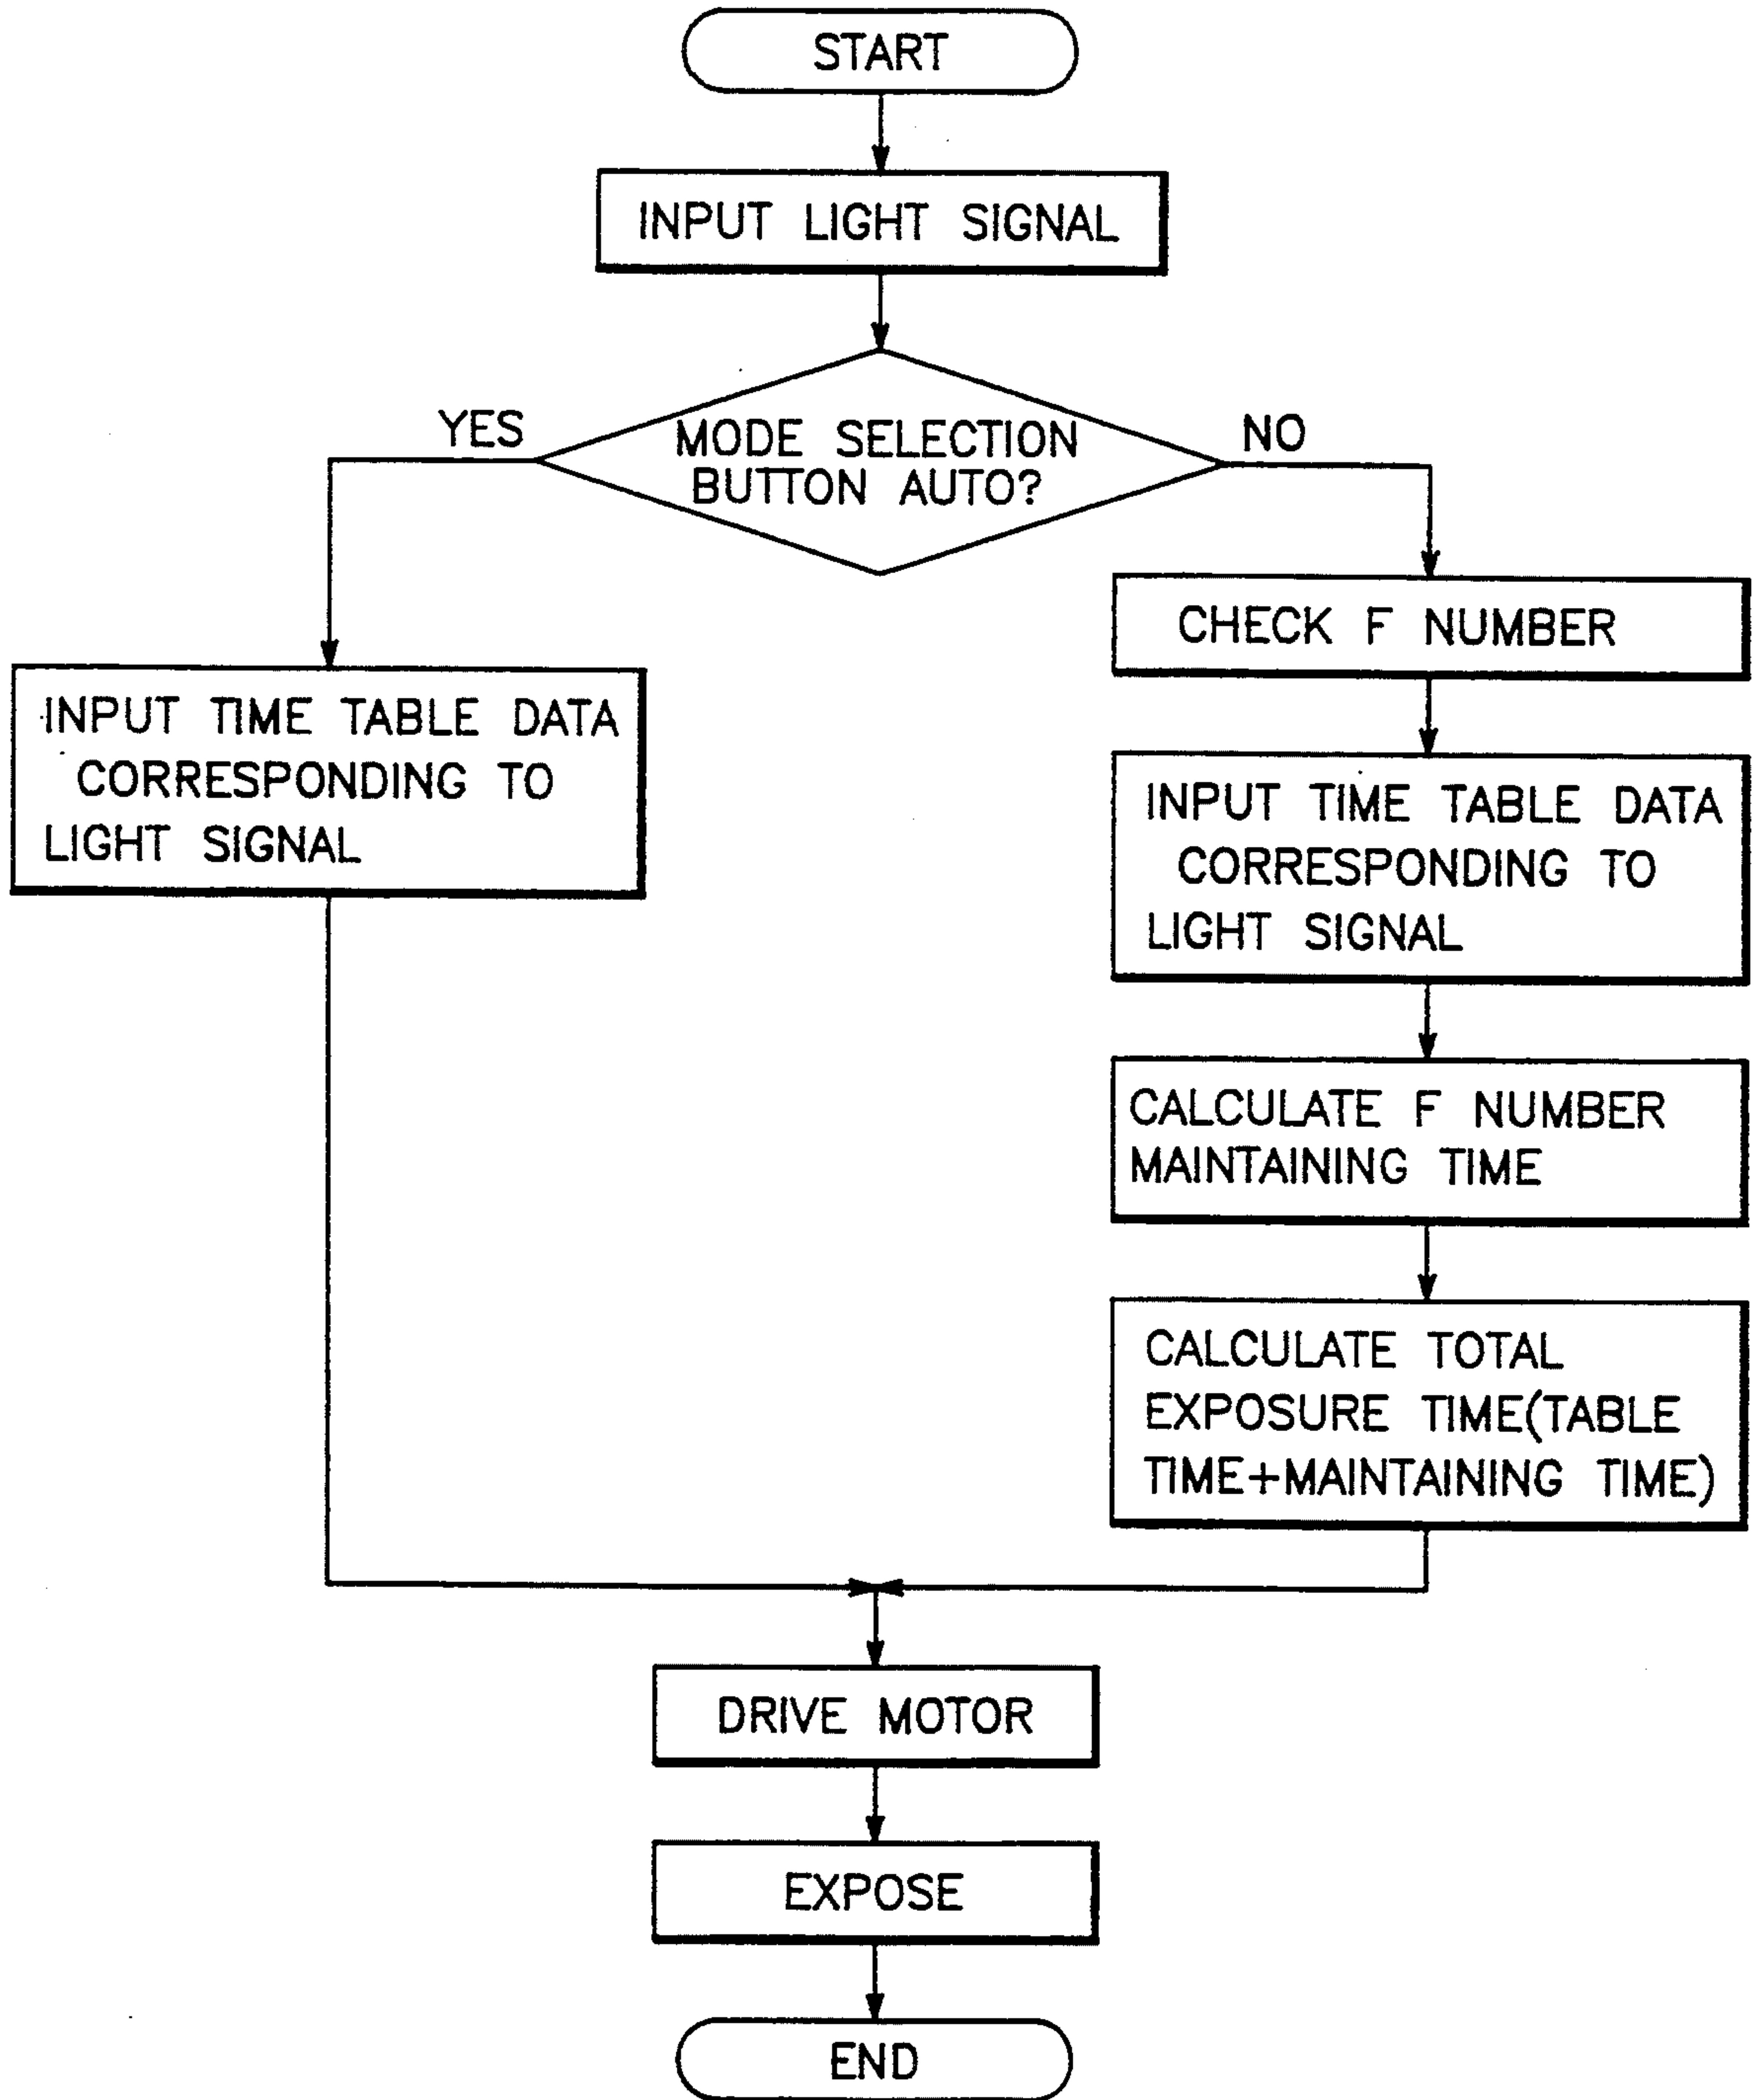 START
INPUT LIGHT SIGNAL
MODE SELECTION
BUTTON AUTO?
YES
NO
INPUT TIME TABLE DATA
CORRESPONDING TO
LIGHT SIGNAL
CHECK F NUMBER
INPUT TIME TABLE DATA
CORRESPONDING TO
LIGHT SIGNAL
CALCULATE F NUMBER
MAINTAINING TIME
CALCULATE TOTAL
EXPOSURE TIME(TABLE
TIME+MAINTAINING TIME)
DRIVE MOTOR
EXPOSE
END